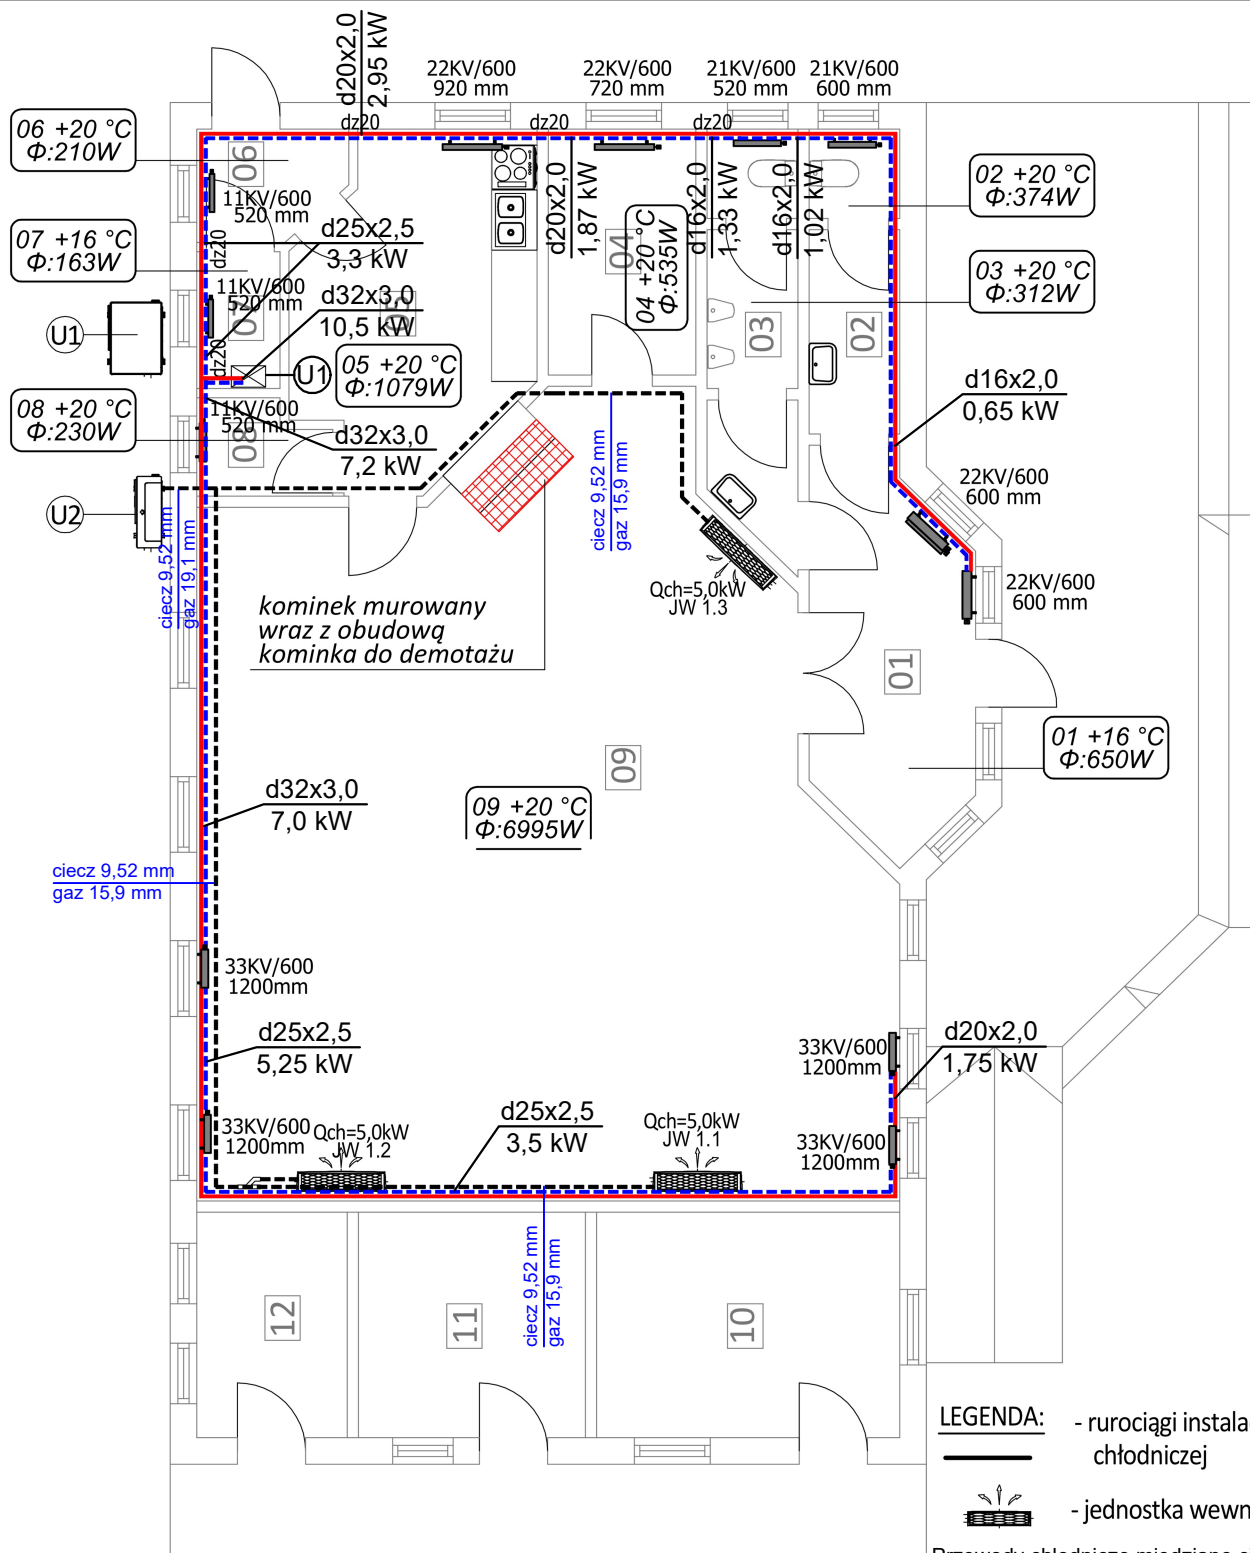 d20x2,0
2,95 kW
22KV/600
920 mm
22KV/600
720 mm
21KV/600
520 mm
21KV/600
600 mm
dz20
dz20
dz20
06 +20 °C
Φ:210W
06
11KV/600
520 mm
07 +16 °C
Φ:163W
dz20
d25x2,5
3,3 kW
11KV/600
520 mm
07
d32x3,0
10,5 kW
05
dz20
U1
U1
05 +20 °C
Φ:1079W
08 +20 °C
Φ:230W
11KV/600
520 mm
08
d32x3,0
7,2 kW
d20x2,0
1,87 kW
04
04 +20 °C
Φ:535W
d16x2,0
1,33 kW
d16x2,0
1,02 kW
02 +20 °C
Φ:374W
03 +20 °C
Φ:312W
03
02
d16x2,0
0,65 kW
U2
ciecz 9,52 mm
gaz 19,1 mm
ciecz 9,52 mm
gaz 15,9 mm
22KV/600
600 mm
22KV/600
600 mm
Qch=5,0kW
JW 1.3
kominek murowany
wraz z obudową
kominka do demotażu
01
01 +16 °C
Φ:650W
09
09 +20 °C
Φ:6995W
d32x3,0
7,0 kW
ciecz 9,52 mm
gaz 15,9 mm
33KV/600
1200mm
d25x2,5
5,25 kW
33KV/600
1200mm
Qch=5,0kW
JW 1.2
d25x2,5
3,5 kW
Qch=5,0kW
JW 1.1
33KV/600
1200mm
d20x2,0
1,75 kW
33KV/600
1200mm
ciecz 9,52 mm
gaz 15,9 mm
12
11
10
LEGENDA:
- rurociągi instala
chłodniczej
- jednostka wewn